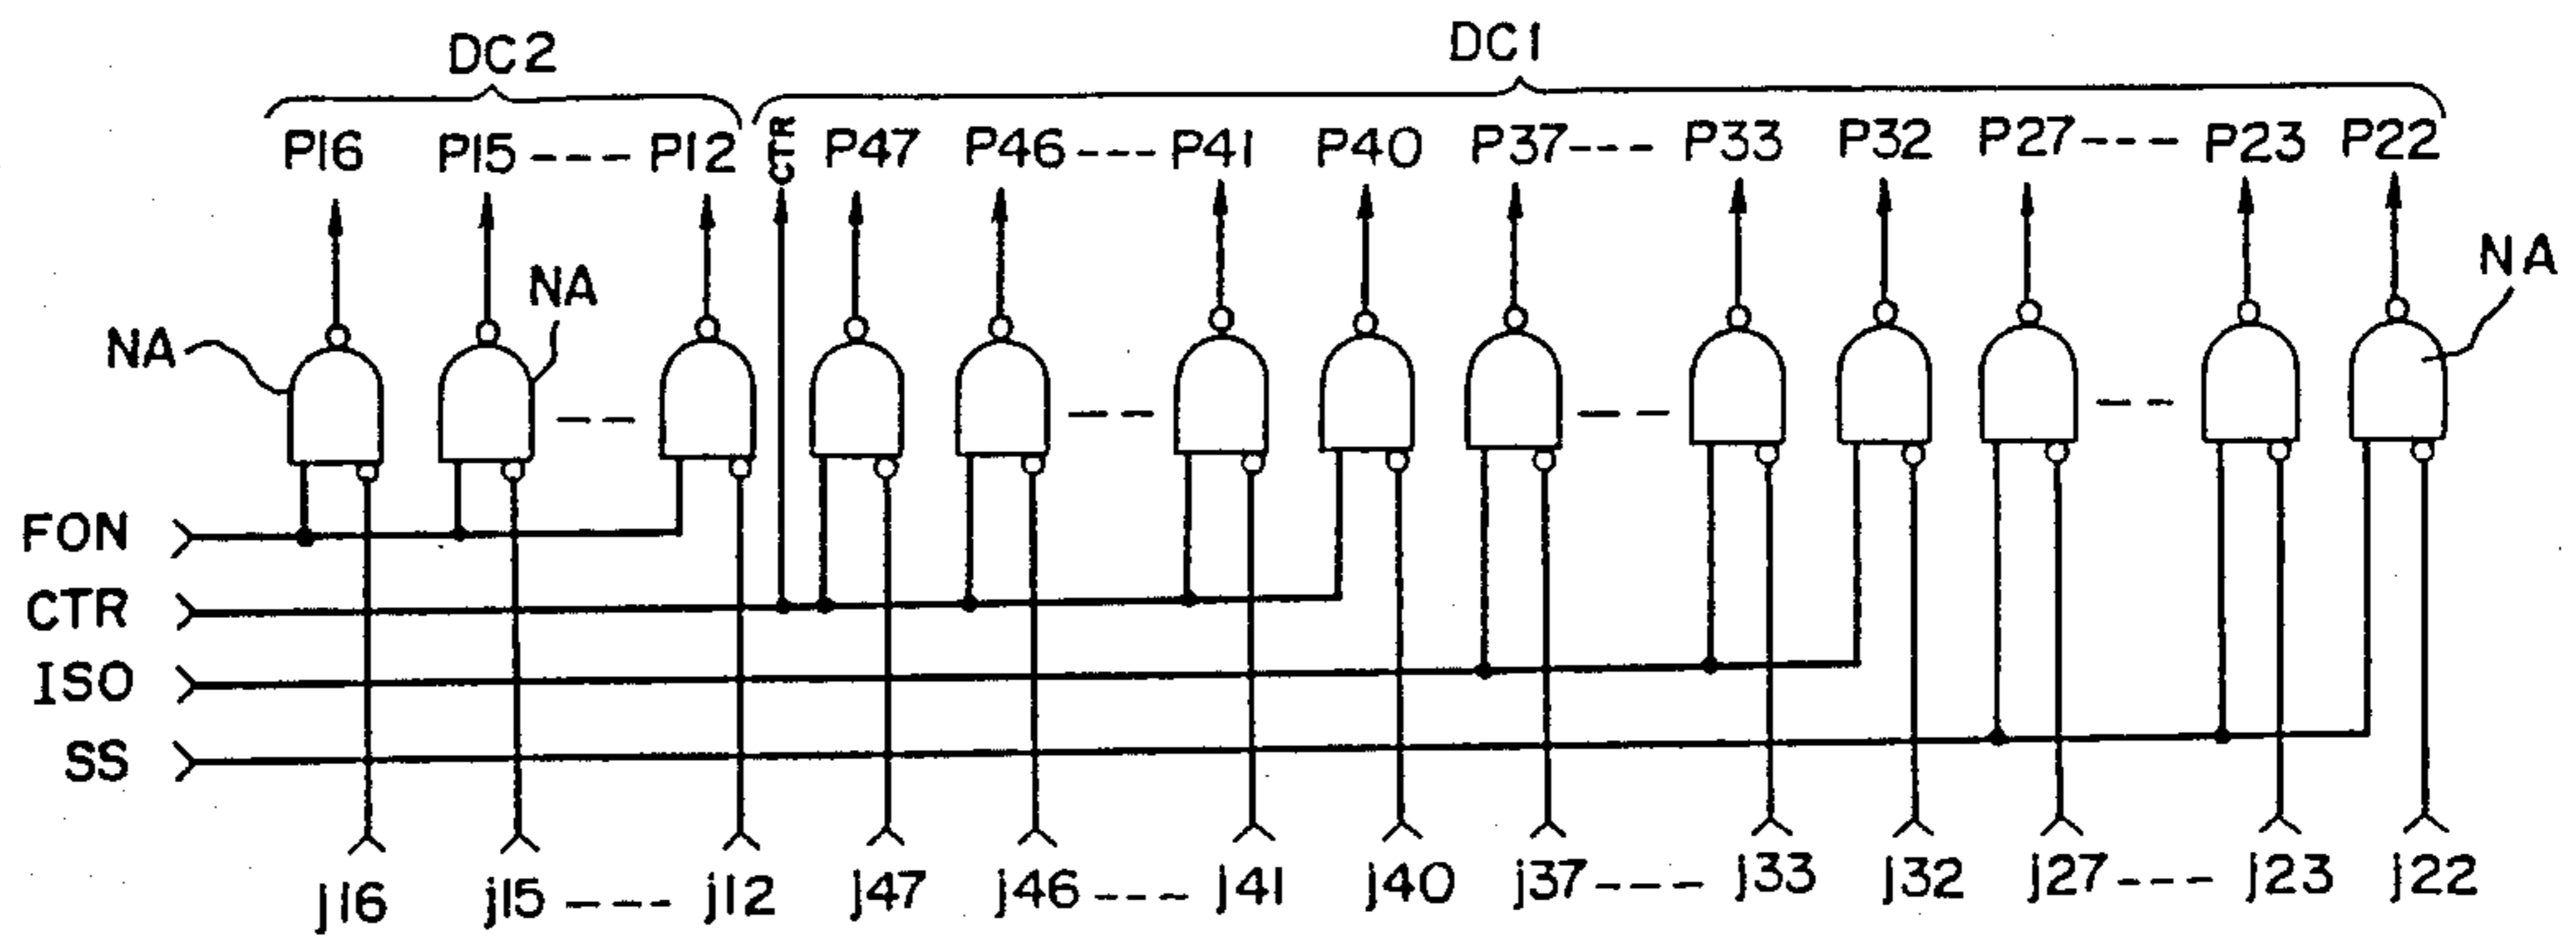 DC2 DC1
P16 P15 --- P12 CTR P47 P46 --- P41 P40 P37 --- P33 P32 P27 --- P23 P22
NA NA NA
FON
CTR
ISO
SS
j16 j15 ---- j12 j47 j46 ---- j41 j40 j37 ---- j33 j32 j27 ---- j23 j22